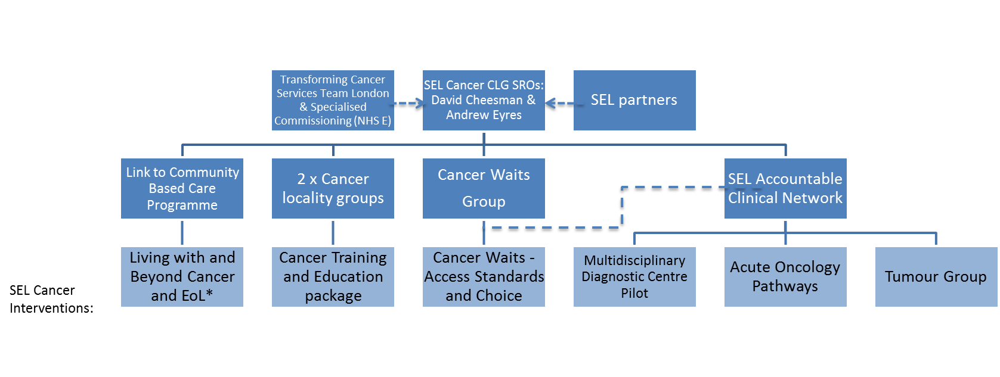 Transforming Cancer
Services Team London
& Specialised
Commissioning (NHS E)
SEL Cancer CLG SROs:
David Cheesman &
Andrew Eyres
SEL partners
Link to Community
Based Care
Programme
2 x Cancer
locality groups
Cancer Waits
Group
SEL Accountable
Clinical Network
SEL Cancer
Interventions:
Living with and
Beyond Cancer
and EoL*
Cancer Training
and Education
package
Cancer Waits -
Access Standards
and Choice
Multidisciplinary
Diagnostic Centre
Pilot
Acute Oncology
Pathways
Tumour Group